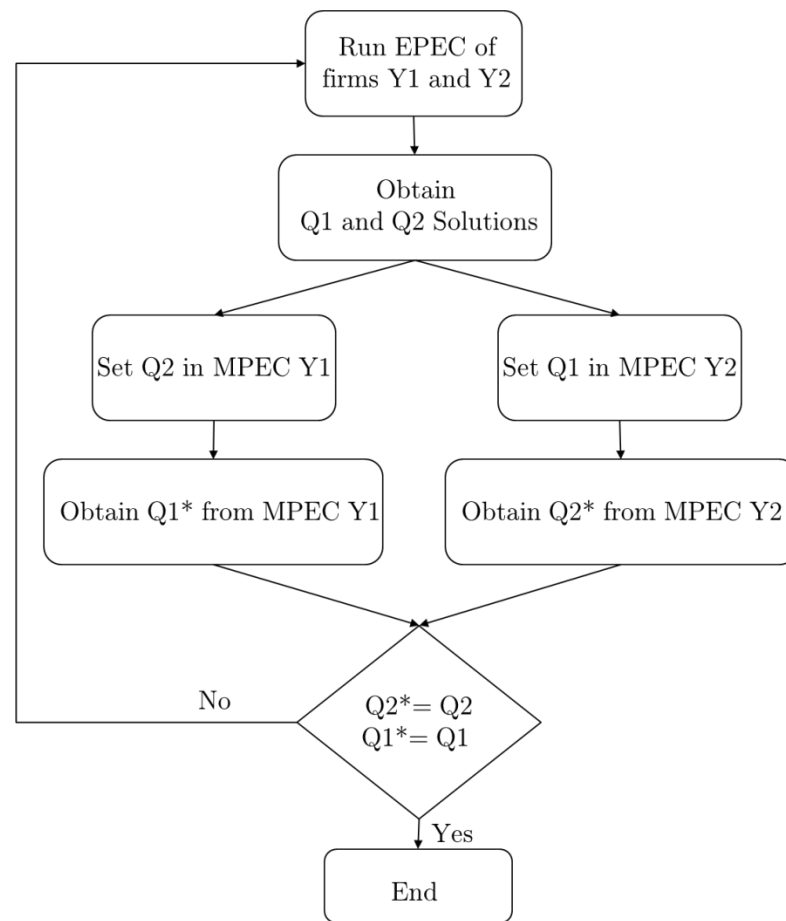 Run EPEC of
firms Y1 and Y2
Obtain
Q1 and Q2 Solutions
Set Q2 in MPEC Y1
Set Q1 in MPEC Y2
Obtain Q1* from MPEC Y1
Obtain Q2* from MPEC Y2
No
Q2*= Q2
Q1*= Q1
Yes
End